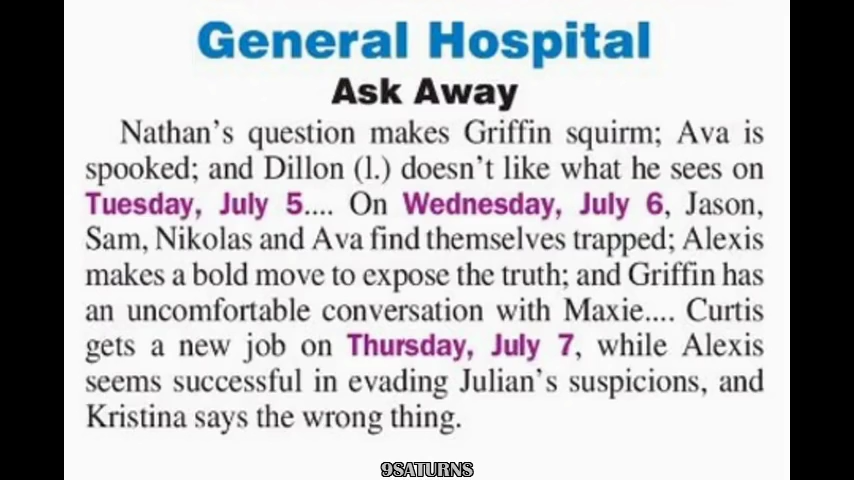 General Hospital
Ask Away
Nathan's question makes Griffin squirm; Ava is
spooked; and Dillon (l.) doesn't like what he sees on
Tuesday, July 5.... On Wednesday, July 6, Jason,
Sam, Nikolas and Ava find themselves trapped; Alexis
makes a bold move to expose the truth; and Griffin has
an uncomfortable conversation with Maxie.... Curtis
gets a new job on Thursday, July 7, while Alexis
seems successful in evading Julian's suspicions, and
Kristina says the wrong thing.
9SATURNS